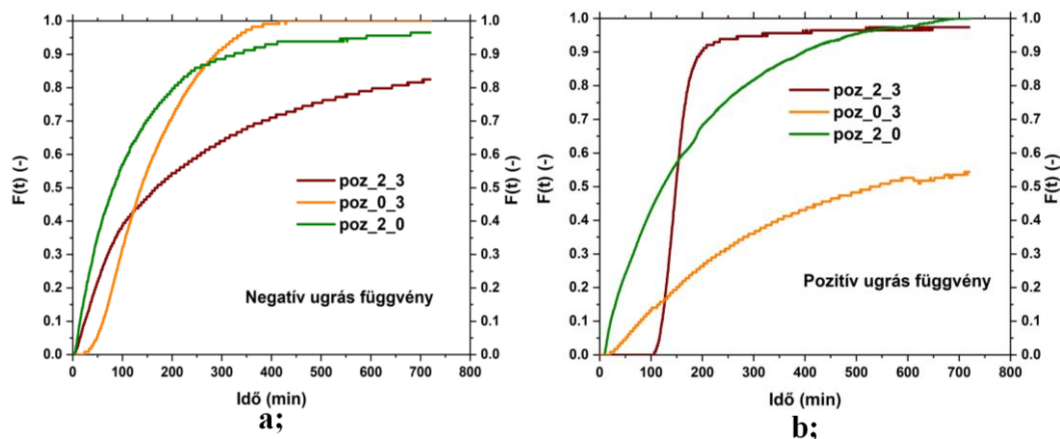 1.0
0.9
0.8
0.7
0.6
0.5
0.4
0.3
0.2
0.1
0.0
F(t) (-)
poz_2_3
poz_0_3
poz_2_0
Negatív ugrás függvény
0 100 200 300 400 500 600 700 800
Idő (min)
1.0
0.9
0.8
0.7
0.6
0.5
0.4
0.3
0.2
0.1
0.0
F(t) (-)
a;
1.0
0.9
0.8
0.7
0.6
0.5
0.4
0.3
0.2
0.1
0.0
F(t) (-)
poz_2_3
poz_0_3
poz_2_0
Pozitív ugrás függvény
0 100 200 300 400 500 600 700 800
Idő (min)
1.0
0.9
0.8
0.7
0.6
0.5
0.4
0.3
0.2
0.1
0.0
F(t) (-)
b;